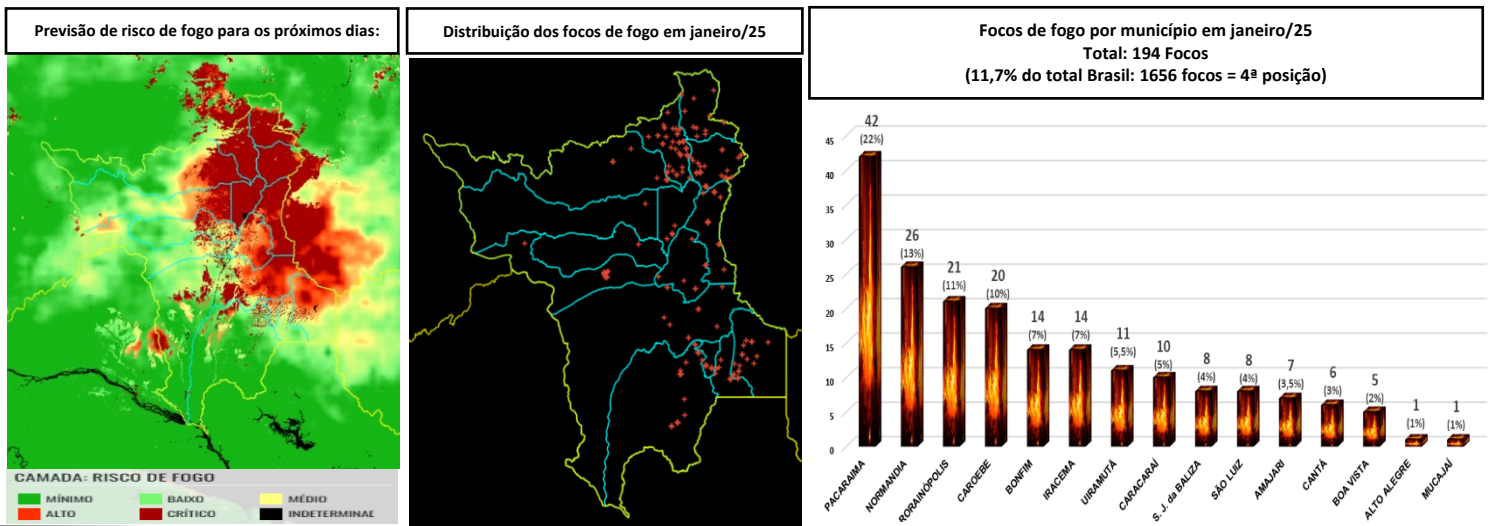 Previsão de risco de fogo para os próximos dias:
CAMADA: RISCO DE FOGO
MÍNIMO
BAIXO
MÉDIO
ALTO
CRÍTICO
INDETERMINAD
Distribuição dos focos de fogo em janeiro/25
Focos de fogo por município em janeiro/25
Total: 194 Focos
(11,7% do total Brasil: 1656 focos = 4ª posição)
45
40
35
30
25
20
15
10
5
0
42
(22%)
26
(13%)
21
(11%)
20
(10%)
14
(7%)
14
(7%)
11
(5,5%)
10
(5%)
8
(4%)
8
(4%)
7
(3,5%)
6
(3%)
5
(2%)
1
(1%)
1
(1%)
PACARAIMA
NORMANDIA
RORAINÓPOLIS
CAROEBE
BONFIM
IRACEMA
UIRAMUTÃ
CARACARAÍ
S. J. da BALIZA
SÃO LUIZ
AMAJARI
CANTÁ
BOA VISTA
ALTO ALEGRE
MUCAJAÍ